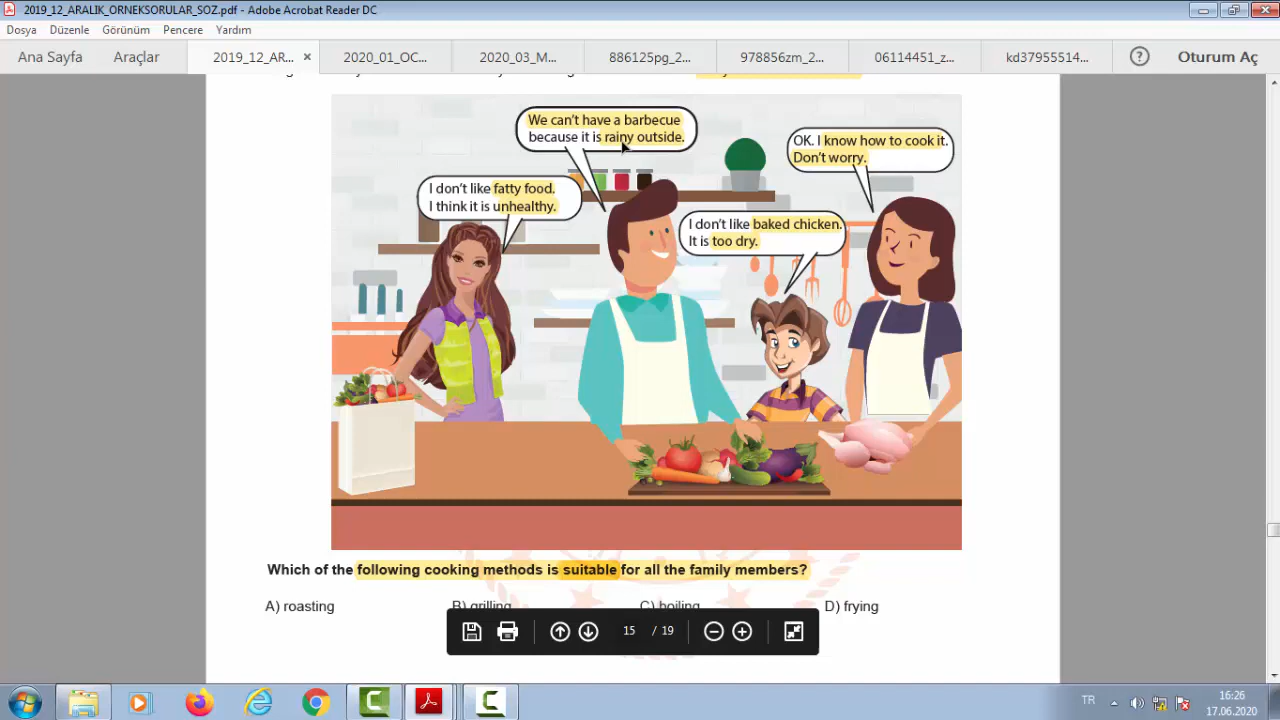 2019_12_ARALIK_ORNEKSORULAR_SOZ.pdf - Adobe Acrobat Reader DC
Dosya Düzenle Görünüm Pencere Yardım
Ana Sayfa Araçlar 2019_12_AR... × 2020_01_OC... 2020_03_M... 886125pg_2... 978856zm_2... 06114451_z... kd37955514... ? Oturum Aç
We can't have a barbecue
because it is rainy outside.
OK. I know how to cook it.
Don't worry.
I don't like fatty food.
I think it is unhealthy.
I don't like baked chicken.
It is too dry.
Which of the following cooking methods is suitable for all the family members?
A) roasting B) grilling C) boiling D) frying
15 / 19
TR 16:26
17.06.2020